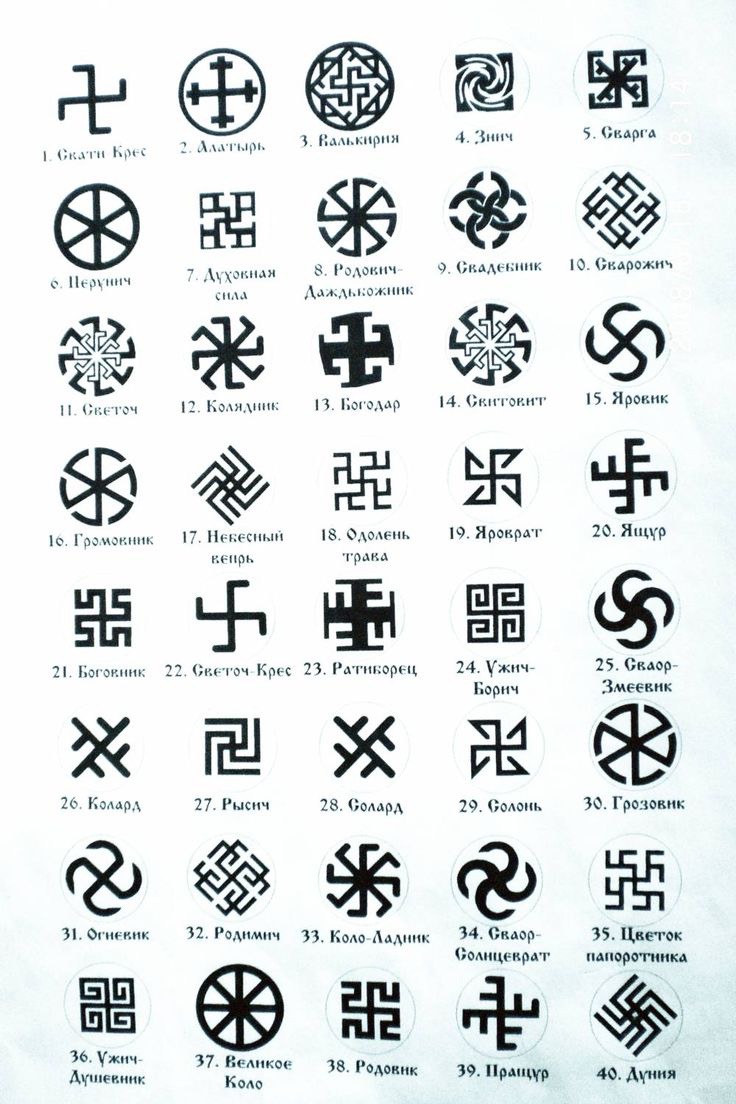 1. Свати Крес
2. Алатырь
3. Валькирия
4. Знич
5. Сварга
6. Перунич
7. Духовная
сила
8. Родович-
Даждьбожник
9. Свадебник
10. Сварожич
11. Светоч
12. Колядник
13. Богодар
14. Свитовит
15. Яровик
16. Громовник
17. Небесный
вепрь
18. Одолень
трава
19. Яроврат
20. Ящур
21. Боговник
22. Светоч-Крес
23. Ратиборец
24. Ужич-
Борич
25. Сваор-
Змеевик
26. Колард
27. Рысич
28. Солард
29. Солонь
30. Грозовик
31. Огневик
32. Родимич
33. Коло-Ладник
34. Сваор-
Солнцеврат
35. Цветок
папоротника
36. Ужич-
Душевник
37. Великое
Коло
38. Родовик
39. Пращур
40. Дуния